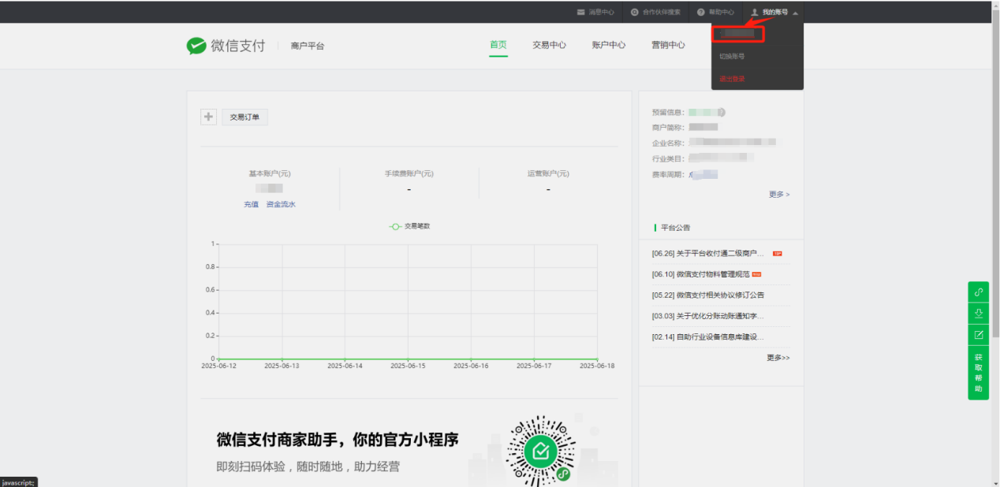 消息中心 合作伙伴搜索 帮助中心 我的账号
微信支付 商户平台 首页 交易中心 账户中心 营销中心
切换账号
退出登录
交易订单
基本账户(元) 手续费账户(元) 运营账户(元)
- -
充值 资金流水
交易笔数
1
0.8
0.6
0.4
0.2
0
2025-06-12 2025-06-13 2025-06-14 2025-06-15 2025-06-16 2025-06-17 2025-06-18
微信支付商家助手，你的官方小程序
即刻扫码体验，随时随地，助力经营
预留信息:
商户简称:
企业名称:
行业类目:
费率周期:
更多 >
平台公告
[06.26] 关于平台收付通二级商户...
[06.10] 微信支付物料管理规范
[05.22] 微信支付相关协议修订公告
[03.03] 关于优化分账动账通知字...
[02.14] 自助行业设备信息库建设...
更多>>
获
取
帮
助
javascript:;